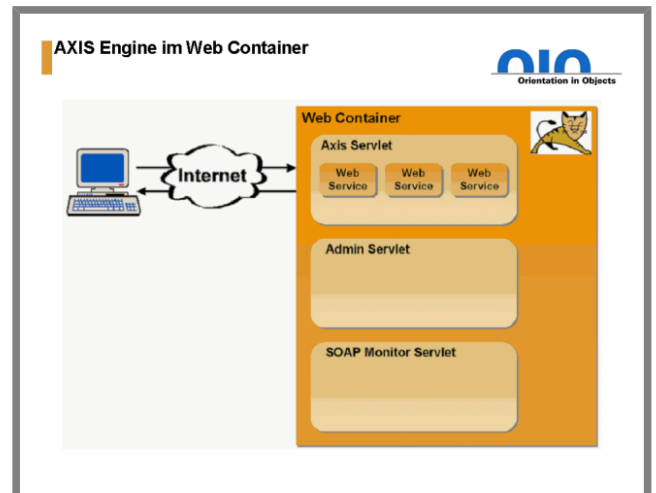 AXIS Engine im Web Container
OIO
Orientation in Objects
Web Container
Axis Servlet
Internet
Web
Service
Web
Service
Web
Service
Admin Servlet
SOAP Monitor Servlet